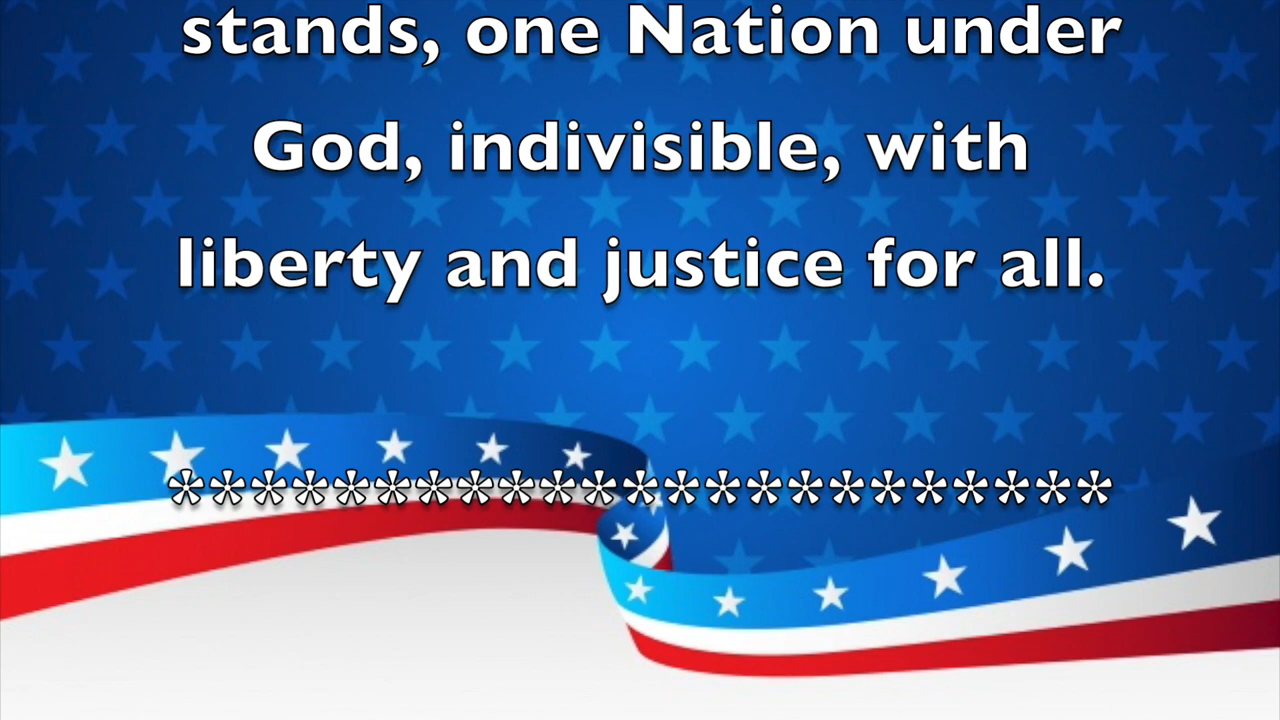 stands, one Nation under
God, indivisible, with
liberty and justice for all.
***********************